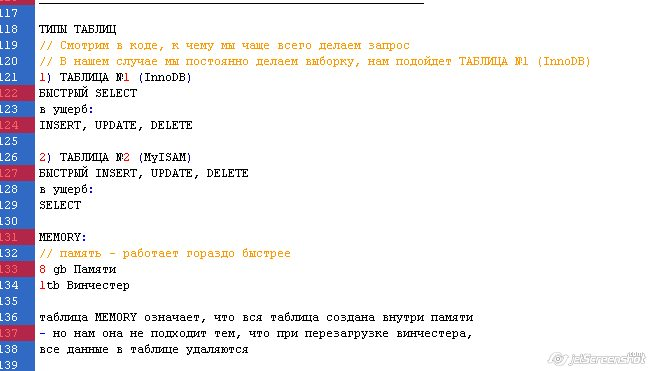 117
118 ТИПЫ ТАБЛИЦ
119 // Смотрим в коде, к чему мы чаще всего делаем запрос
120 // В нашем случае мы постоянно делаем выборку, нам подойдет ТАБЛИЦА №1 (InnoDB)
121 1) ТАБЛИЦА №1 (InnoDB)
122 БЫСТРЫЙ SELECT
123 в ущерб:
124 INSERT, UPDATE, DELETE
125
126 2) ТАБЛИЦА №2 (MyISAM)
127 БЫСТРЫЙ INSERT, UPDATE, DELETE
128 в ущерб:
129 SELECT
130
131 MEMORY:
132 // память - работает гораздо быстрее
133 8 gb Памяти
134 1tb Винчестер
135
136 таблица MEMORY означает, что вся таблица создана внутри памяти
137 - но нам она не подходит тем, что при перезагрузке винчестера,
138 все данные в таблице удаляются
139
jetScreenshot